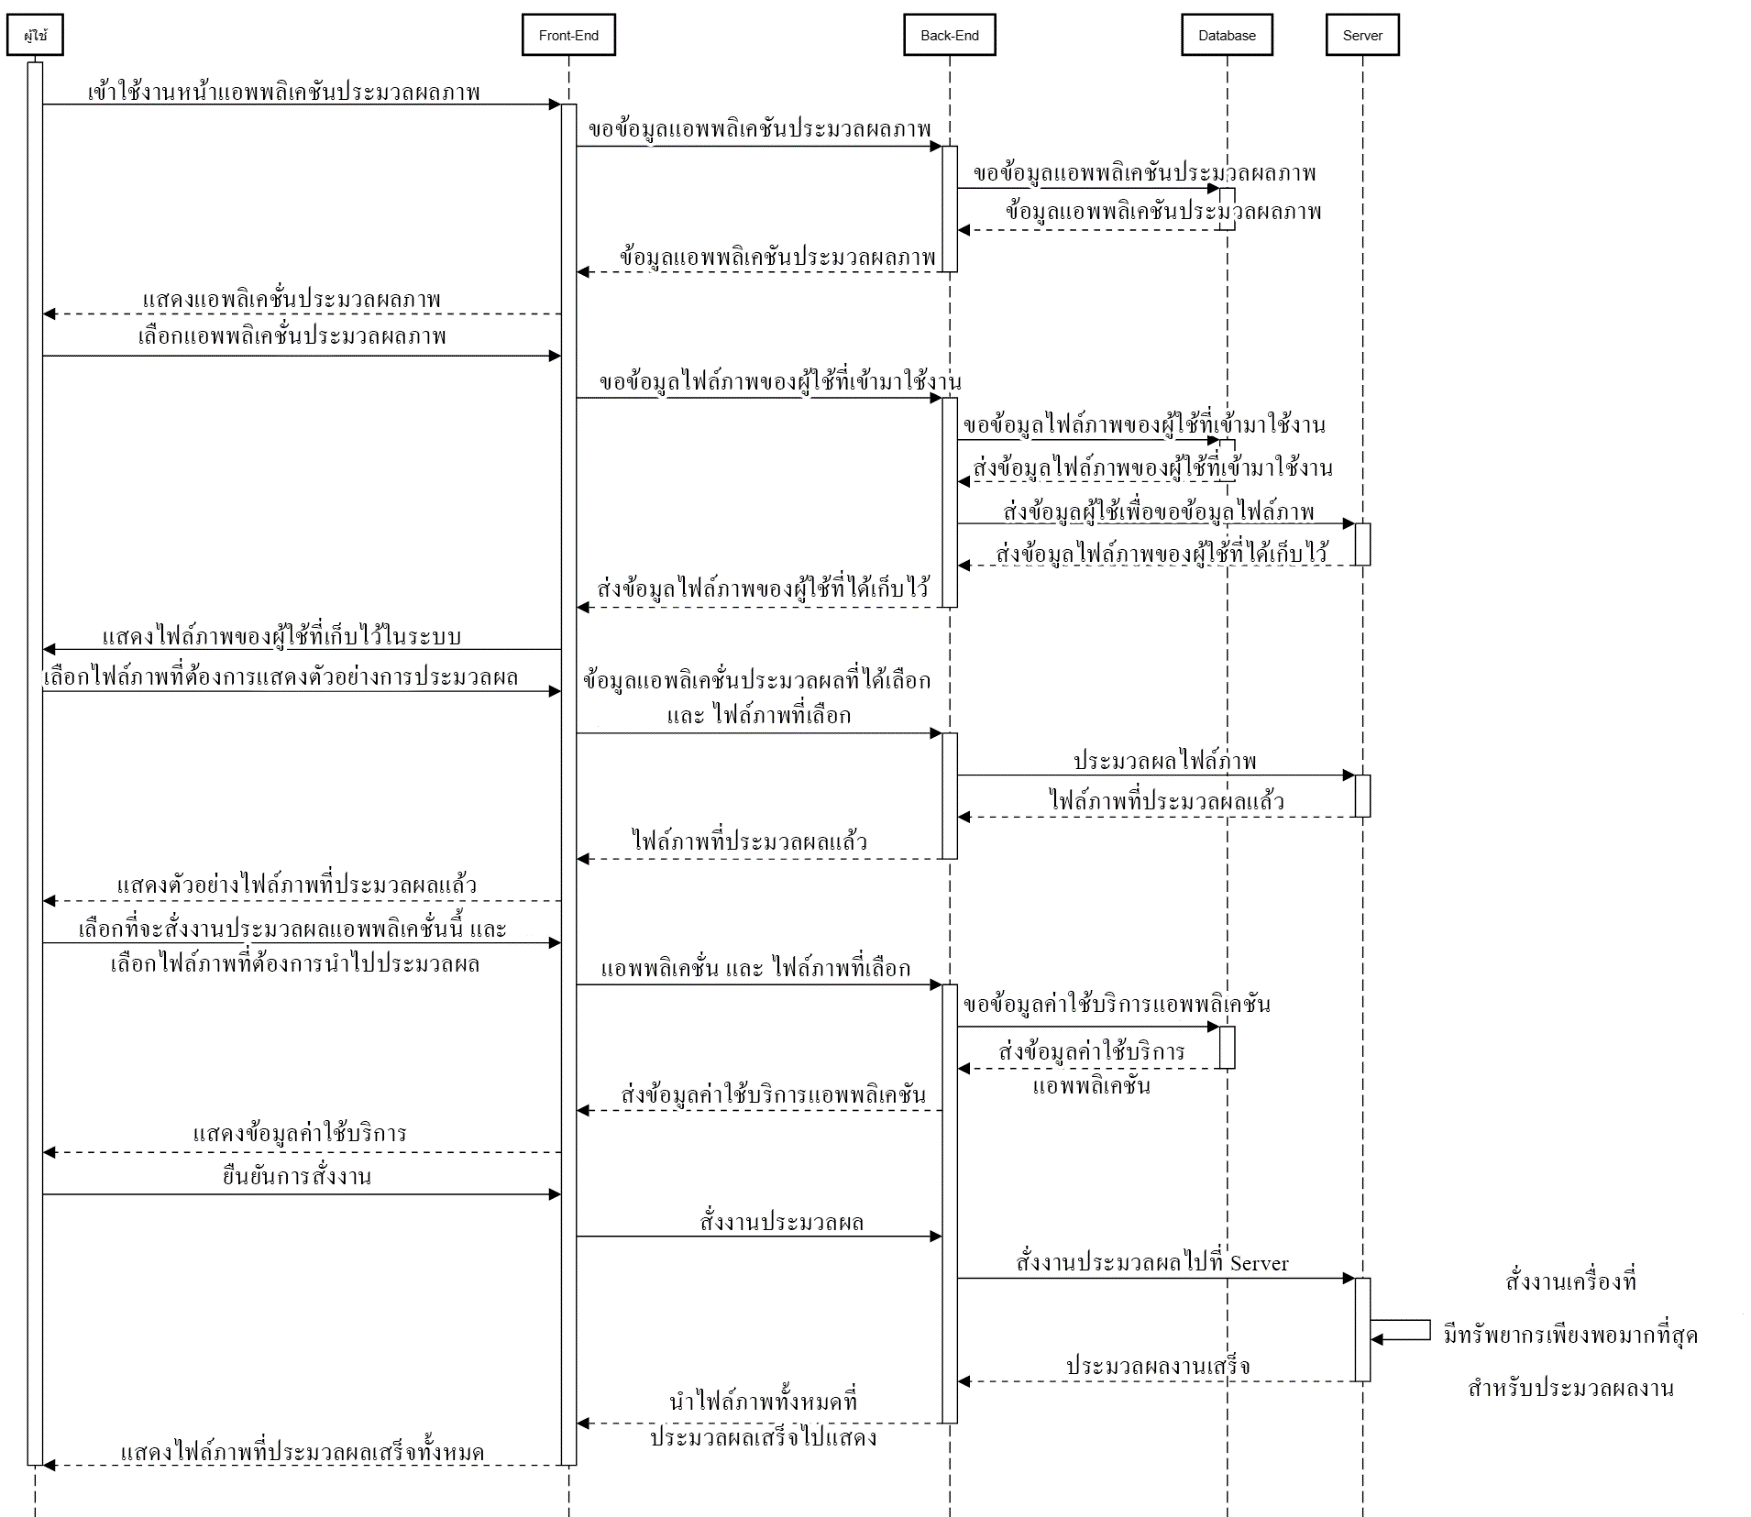 ผู้ใช้
Front-End
Back-End
Database
Server
เข้าใช้งานหน้าแอพพลิเคชันประมวลผลภาพ
ขอข้อมูลแอพพลิเคชันประมวลผลภาพ
ขอข้อมูลแอพพลิเคชันประมวลผลภาพ
ข้อมูลแอพพลิเคชันประมวลผลภาพ
ข้อมูลแอพพลิเคชันประมวลผลภาพ
แสดงแอพลิเคชั่นประมวลผลภาพ
เลือกแอพพลิเคชั่นประมวลผลภาพ
ขอข้อมูลไฟล์ภาพของผู้ใช้ที่เข้ามาใช้งาน
ขอข้อมูลไฟล์ภาพของผู้ใช้ที่เข้ามาใช้งาน
ส่งข้อมูลไฟล์ภาพของผู้ใช้ที่เข้ามาใช้งาน
ส่งข้อมูลผู้ใช้เพื่อขอข้อมูลไฟล์ภาพ
ส่งข้อมูลไฟล์ภาพของผู้ใช้ที่ได้เก็บไว้
ส่งข้อมูลไฟล์ภาพของผู้ใช้ที่ได้เก็บไว้
แสดงไฟล์ภาพของผู้ใช้ที่เก็บไว้ในระบบ
เลือกไฟล์ภาพที่ต้องการแสดงตัวอย่างการประมวลผล
ข้อมูลแอพลิเคชั่นประมวลผลที่ได้เลือก
และ ไฟล์ภาพที่เลือก
ประมวลผลไฟล์ภาพ
ไฟล์ภาพที่ประมวลผลแล้ว
ไฟล์ภาพที่ประมวลผลแล้ว
แสดงตัวอย่างไฟล์ภาพที่ประมวลผลแล้ว
เลือกที่จะสั่งงานประมวลผลแอพพลิเคชั่นนี้ และ
เลือกไฟล์ภาพที่ต้องการนำไปประมวลผล
แอพพลิเคชั่น และ ไฟล์ภาพที่เลือก
ขอข้อมูลค่าใช้บริการแอพพลิเคชัน
ส่งข้อมูลค่าใช้บริการ
แอพพลิเคชัน
ส่งข้อมูลค่าใช้บริการแอพพลิเคชัน
แสดงข้อมูลค่าใช้บริการ
ยืนยันการสั่งงาน
สั่งงานประมวลผล
สั่งงานประมวลผลไปที่ Server
สั่งงานเครื่องที่
มีทรัพยากรเพียงพอมากที่สุด
สำหรับประมวลผลงาน
ประมวลผลงานเสร็จ
นำไฟล์ภาพทั้งหมดที่
ประมวลผลเสร็จไปแสดง
แสดงไฟล์ภาพที่ประมวลผลเสร็จทั้งหมด